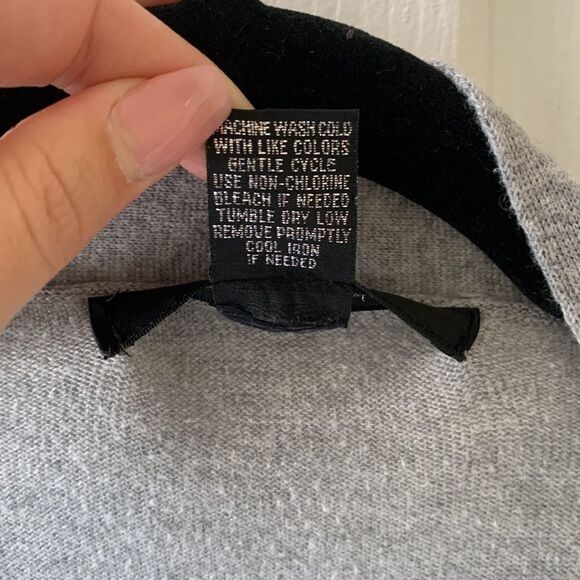 MACHINE WASH COLD
WITH LIKE COLORS
GENTLE CYCLE
USE NON-CHLORINE
BLEACH IF NEEDED
TUMBLE DRY LOW
REMOVE PROMPTLY
COOL IRON
IF NEEDED